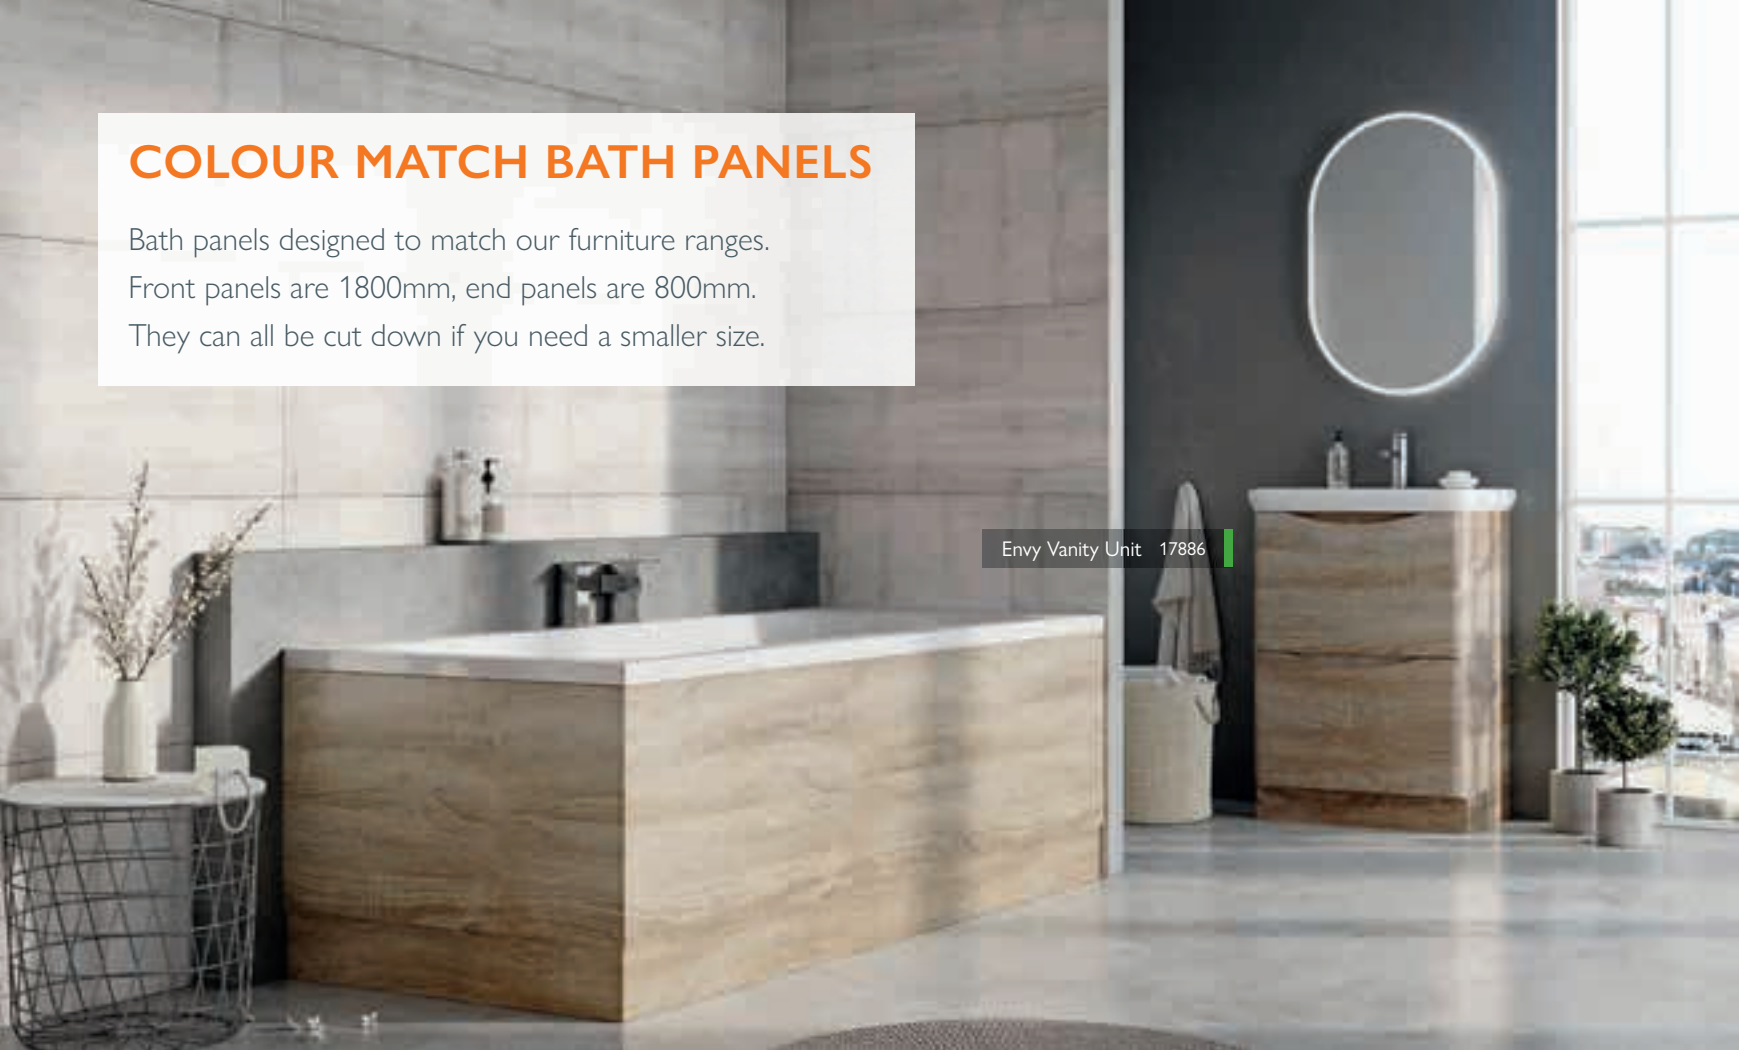 COLOUR MATCH BATH PANELS
Bath panels designed to match our furniture ranges.
Front panels are 1800mm, end panels are 800mm.
They can all be cut down if you need a smaller size.
Envy Vanity Unit 17886